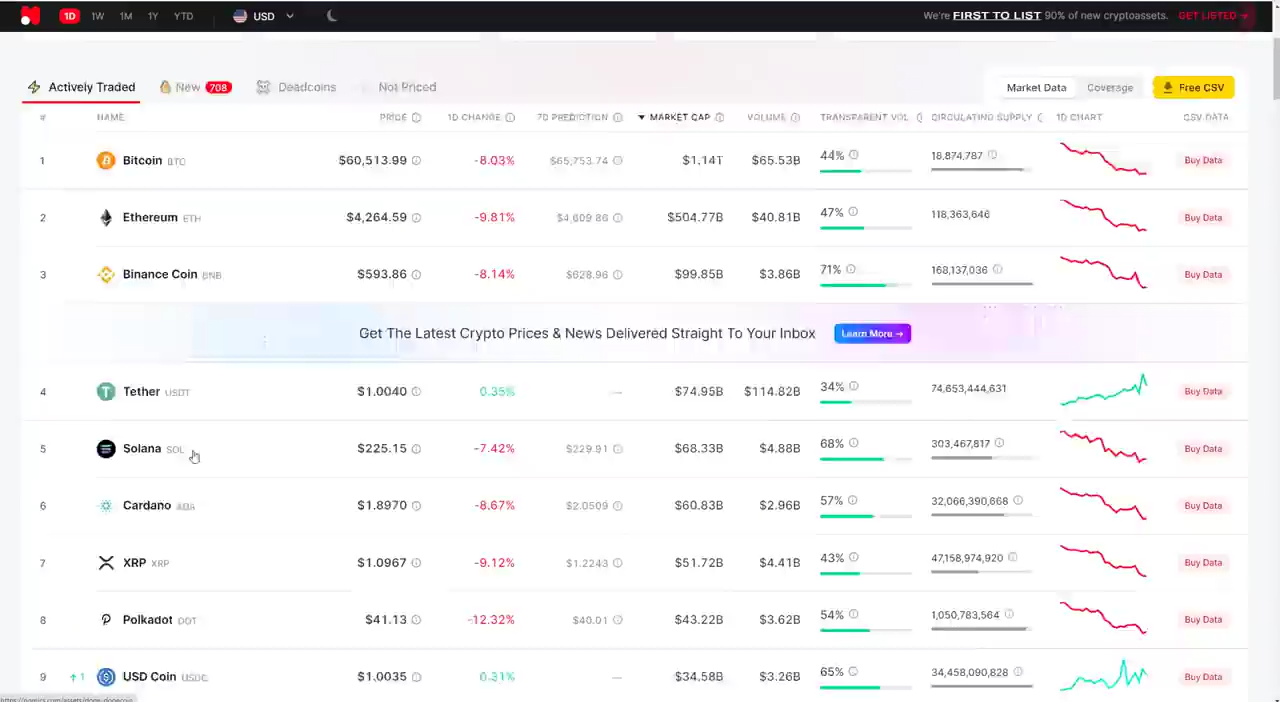 1D 1W 1M 1Y YTD USD We're FIRST TO LIST 90% of new cryptoassets. GET LISTED
Actively Traded New 708 Deadcoins Not Priced Market Data Coverage Free CSV
# NAME PRICE 1D CHANGE 7D PREDICTION MARKET CAP VOLUME TRANSPARENT VOL CIRCULATING SUPPLY 1D CHART CSV DATA
1 Bitcoin BTC $60,513.99 -8.03% $65,753.74 $1.14T $65.53B 44% 18,874,787 Buy Data
2 Ethereum ETH $4,264.59 -9.81% $4,609.86 $504.77B $40.81B 47% 118,363,646 Buy Data
3 Binance Coin BNB $593.86 -8.14% $628.96 $99.85B $3.86B 71% 168,137,036 Buy Data
Get The Latest Crypto Prices & News Delivered Straight To Your Inbox Learn More →
4 Tether USDT $1.0040 0.35% — $74.95B $114.82B 34% 74,653,444,631 Buy Data
5 Solana SOL $225.15 -7.42% $229.91 $68.33B $4.88B 68% 303,467,817 Buy Data
6 Cardano ADA $1.8970 -8.67% $2.0509 $60.83B $2.96B 57% 32,066,390,668 Buy Data
7 XRP XRP $1.0967 -9.12% $1.2243 $51.72B $4.41B 43% 47,158,974,920 Buy Data
8 Polkadot DOT $41.13 -12.32% $40.01 $43.22B $3.62B 54% 1,050,783,564 Buy Data
9 ↑ 1 USD Coin USDC $1.0035 0.31% — $34.58B $3.26B 65% 34,458,090,828 Buy Data